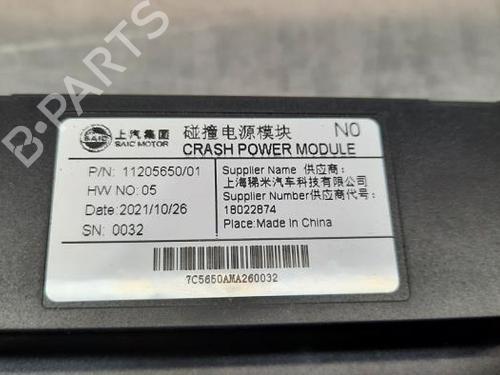 SAIC
上汽集团
SAIC MOTOR
碰撞电源模块
N0
CRASH POWER MODULE
P/N: 11205650/01
HW NO: 05
Date: 2021/10/26
SN: 0032
Supplier Name 供应商:
上海稊米汽车科技有限公司
Supplier Number供应商代号:
18022874
Place:Made In China
7C5650AMA260032
B-PARTS